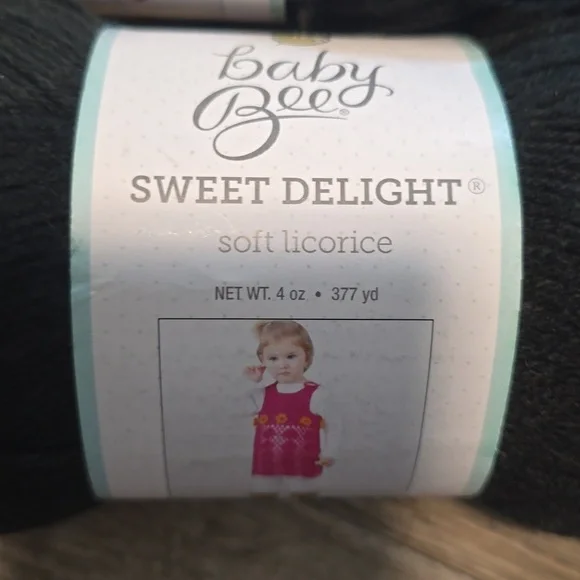 Baby
Bee®
SWEET DELIGHT®
soft licorice
NET WT. 4 oz • 377 yd